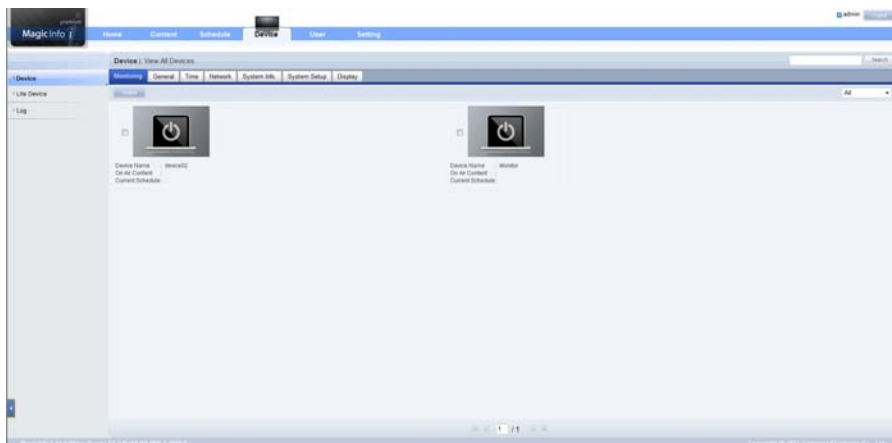 premium
MagicInfo i
admin
Logout
Home Content Schedule Device User Setting
Device | View All Devices
Search
Device
Lite Device
Log
Monitoring General Time Network System Info. System Setup Display
All
Device Name : device02
On Air Content :
Current Schedule :
Device Name : Monitor
On Air Content :
Current Schedule :
1 / 1